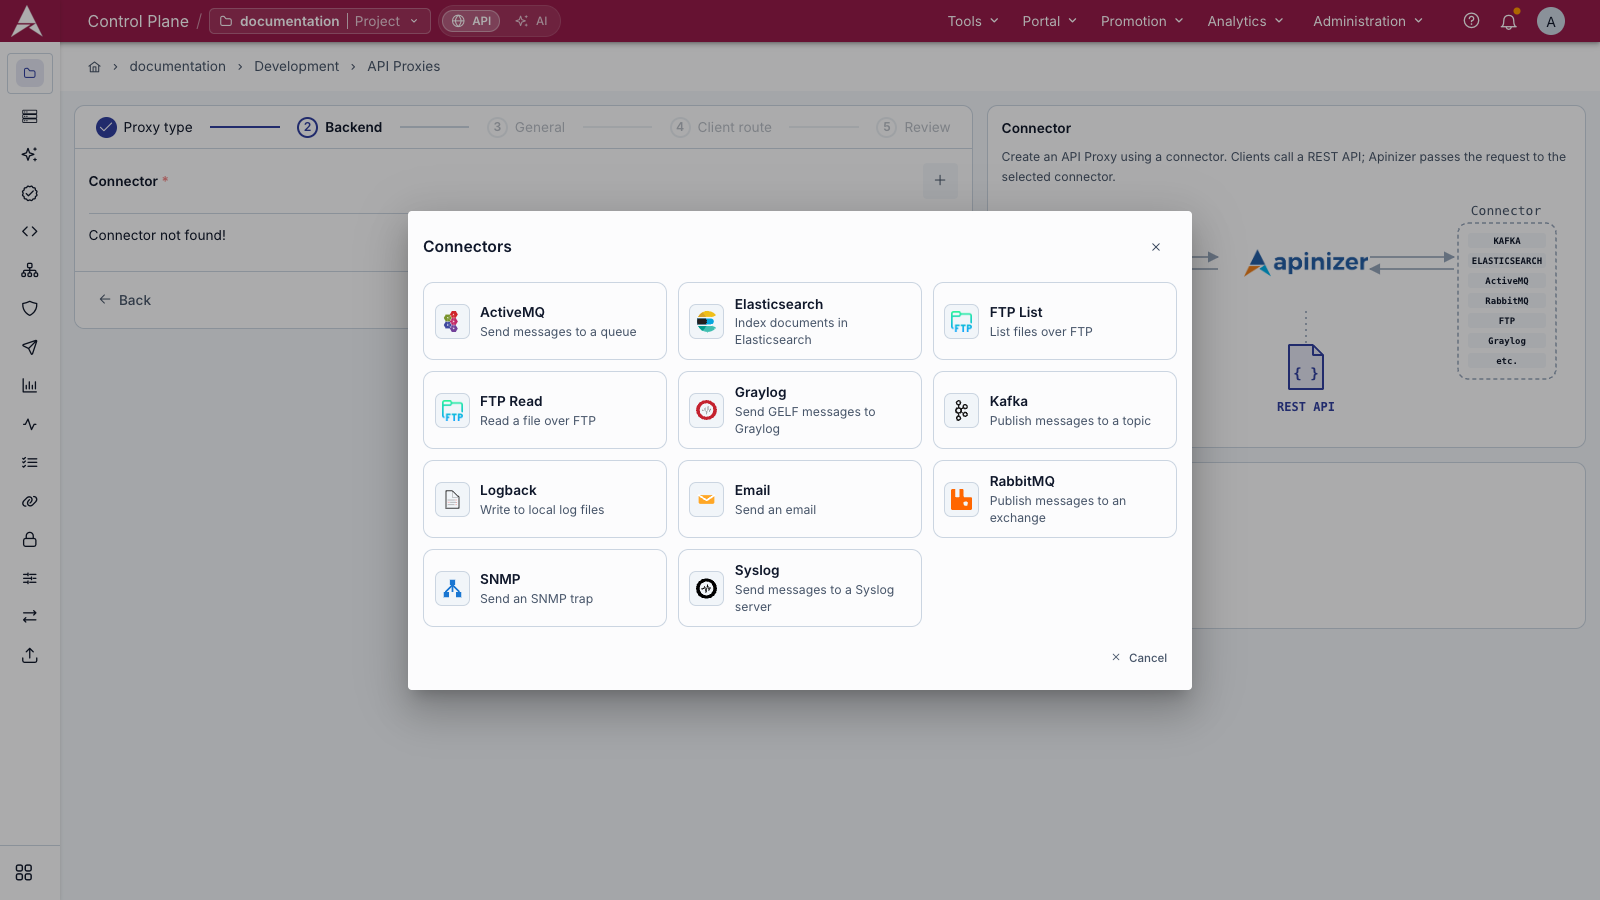 Control Plane / documentation | Project API AI Tools Portal Promotion Analytics Administration A
documentation > Development > API Proxies
Proxy type 2 Backend 3 General 4 Client route 5 Review
Connector *
Connector not found!
Back
Connector
Create an API Proxy using a connector. Clients call a REST API; Apinizer passes the request to the
selected connector.
Connector
KAFKA
ELASTICSEARCH
ActiveMQ
RabbitMQ
FTP
Graylog
etc.
apinizer
{ }
REST API
Connectors
ActiveMQ
Send messages to a queue
Elasticsearch
Index documents in
Elasticsearch
FTP
FTP List
List files over FTP
FTP
FTP Read
Read a file over FTP
Graylog
Send GELF messages to
Graylog
Kafka
Publish messages to a topic
Logback
Write to local log files
Email
Send an email
RabbitMQ
Publish messages to an
exchange
SNMP
Send an SNMP trap
Syslog
Send messages to a Syslog
server
Cancel